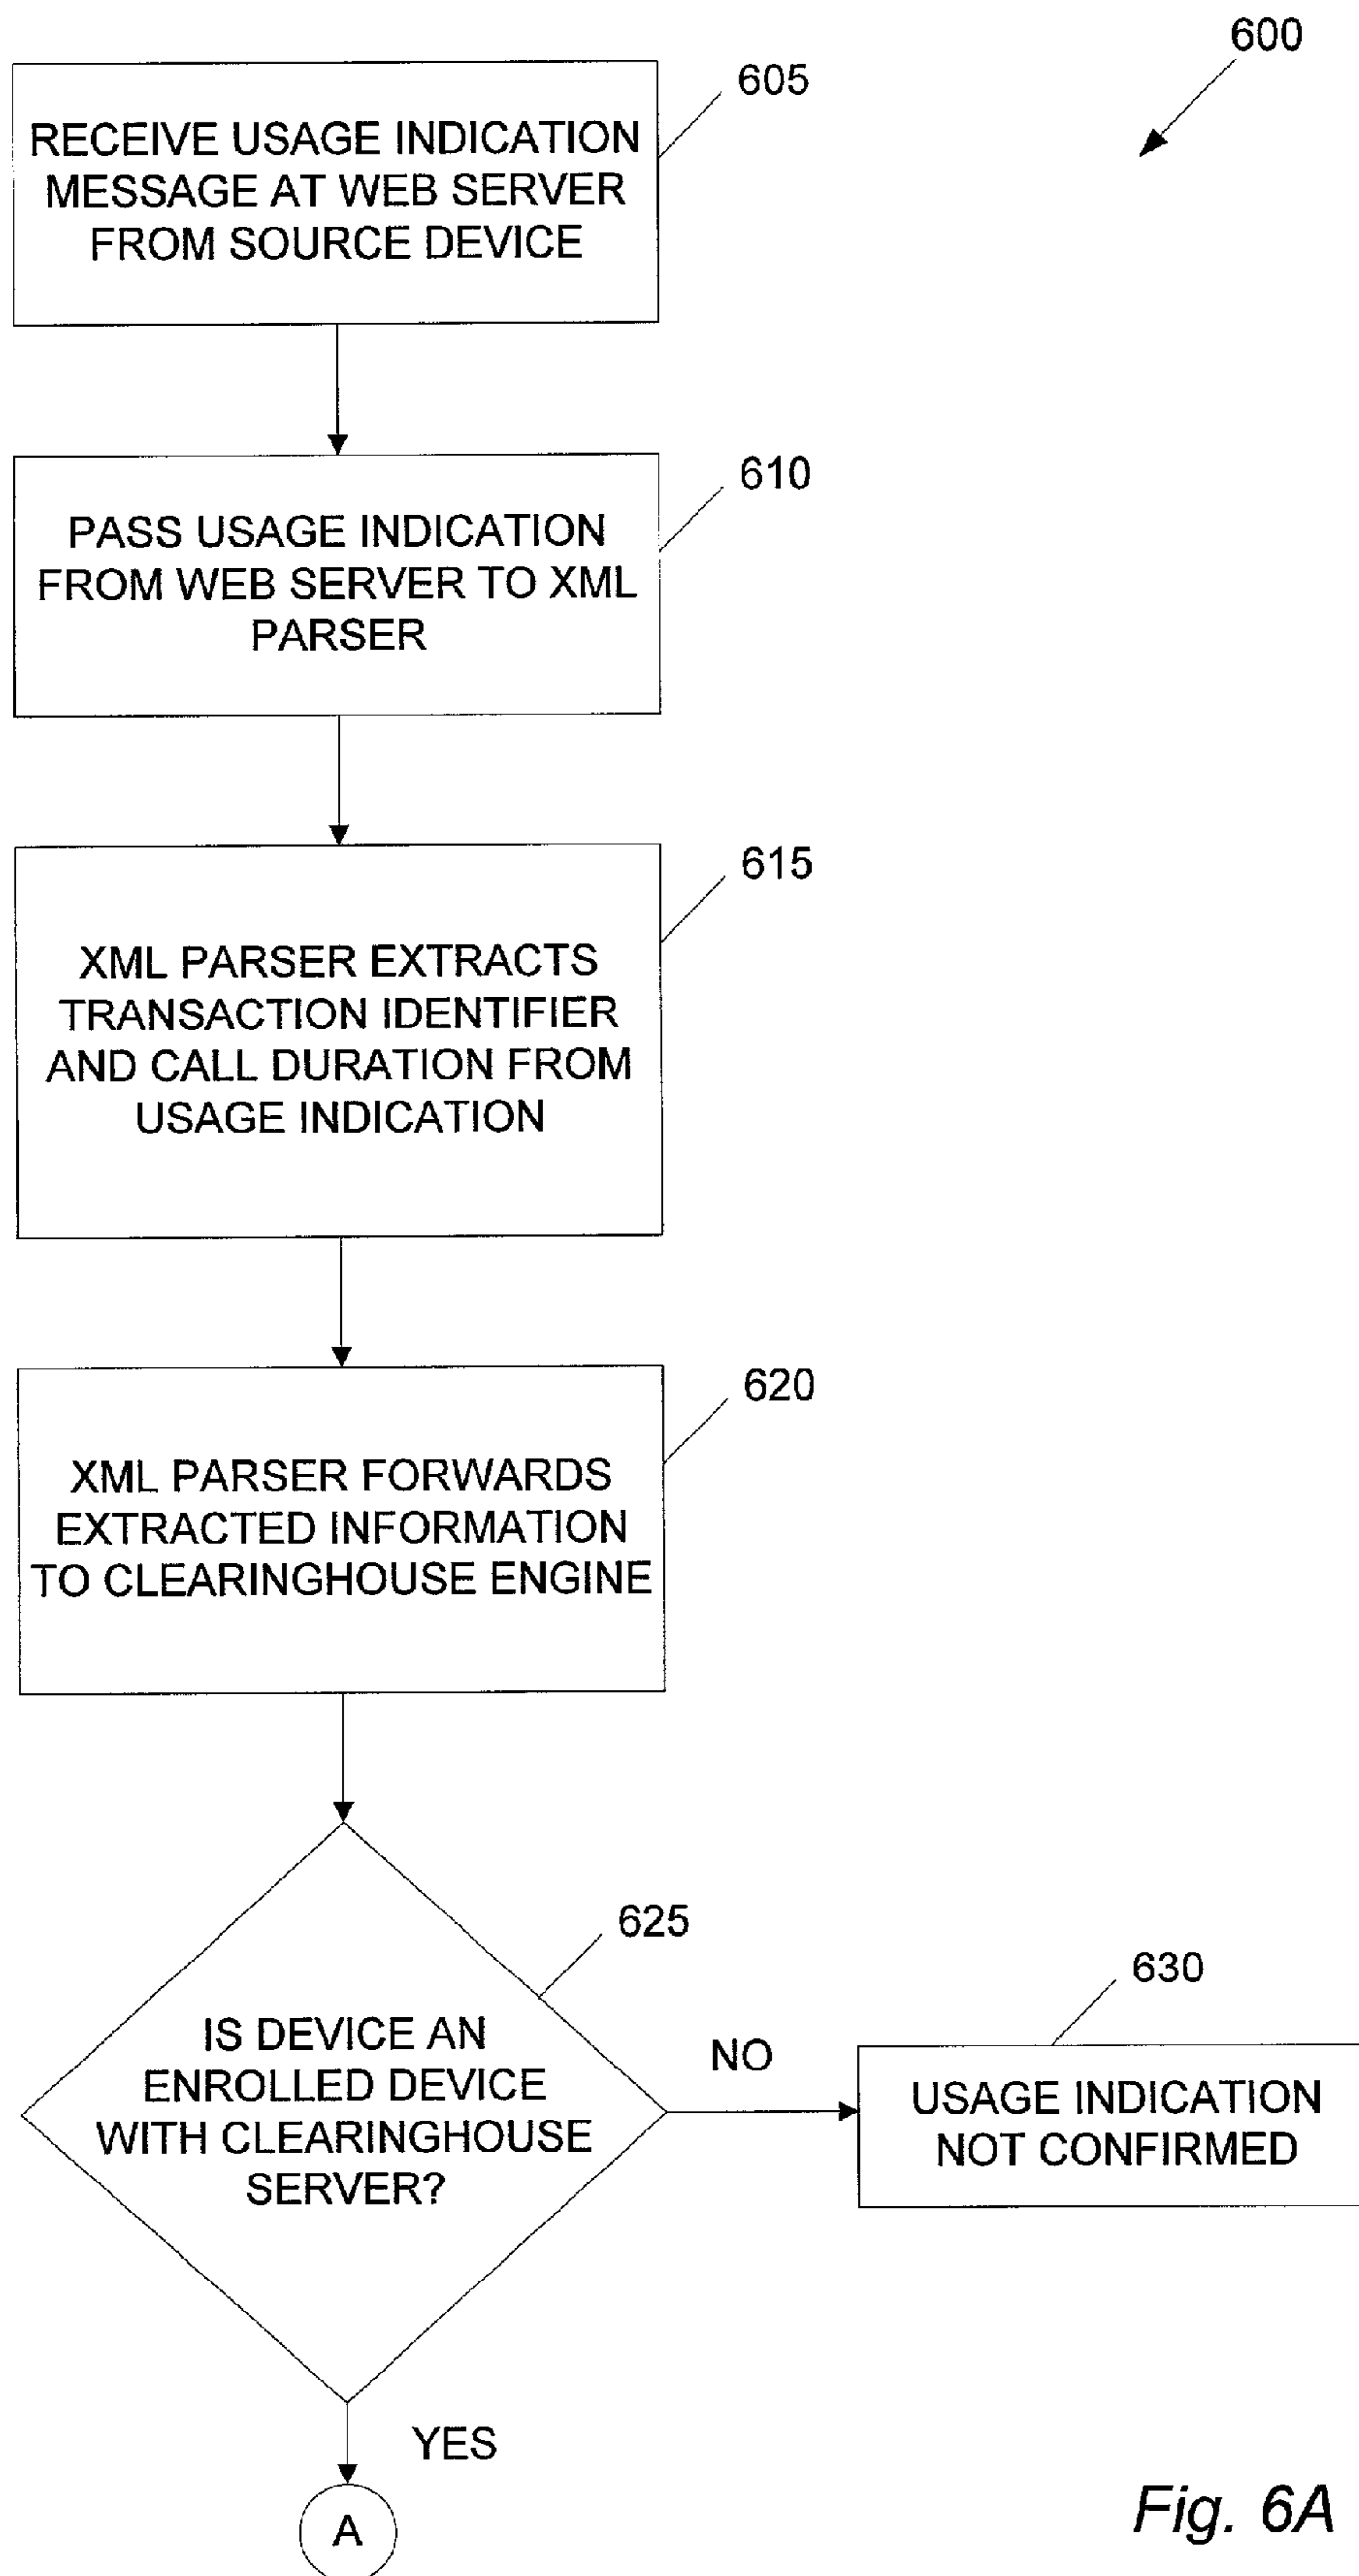 600
605
RECEIVE USAGE INDICATION
MESSAGE AT WEB SERVER
FROM SOURCE DEVICE
610
PASS USAGE INDICATION
FROM WEB SERVER TO XML
PARSER
615
XML PARSER EXTRACTS
TRANSACTION IDENTIFIER
AND CALL DURATION FROM
USAGE INDICATION
620
XML PARSER FORWARDS
EXTRACTED INFORMATION
TO CLEARINGHOUSE ENGINE
625
IS DEVICE AN
ENROLLED DEVICE
WITH CLEARINGHOUSE
SERVER?
NO
630
USAGE INDICATION
NOT CONFIRMED
YES
A
Fig. 6A